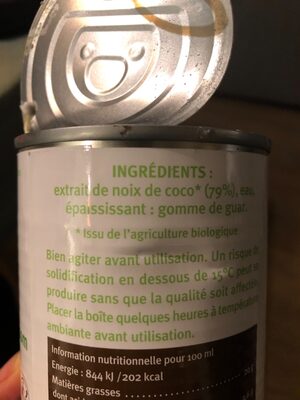 INGRÉDIENTS :
extrait de noix de coco* (79%), eau,
épaississant : gomme de guar.
* Issu de l'agriculture biologique
Bien agiter avant utilisation. Un risque de
solidification en dessous de 15°C peut se
produire sans que la qualité soit affectée.
Placer la boîte quelques heures à température
ambiante avant utilisation.
Information nutritionnelle pour 100 ml
Energie : 844 kJ /202 kcal
Matières grasses
dont